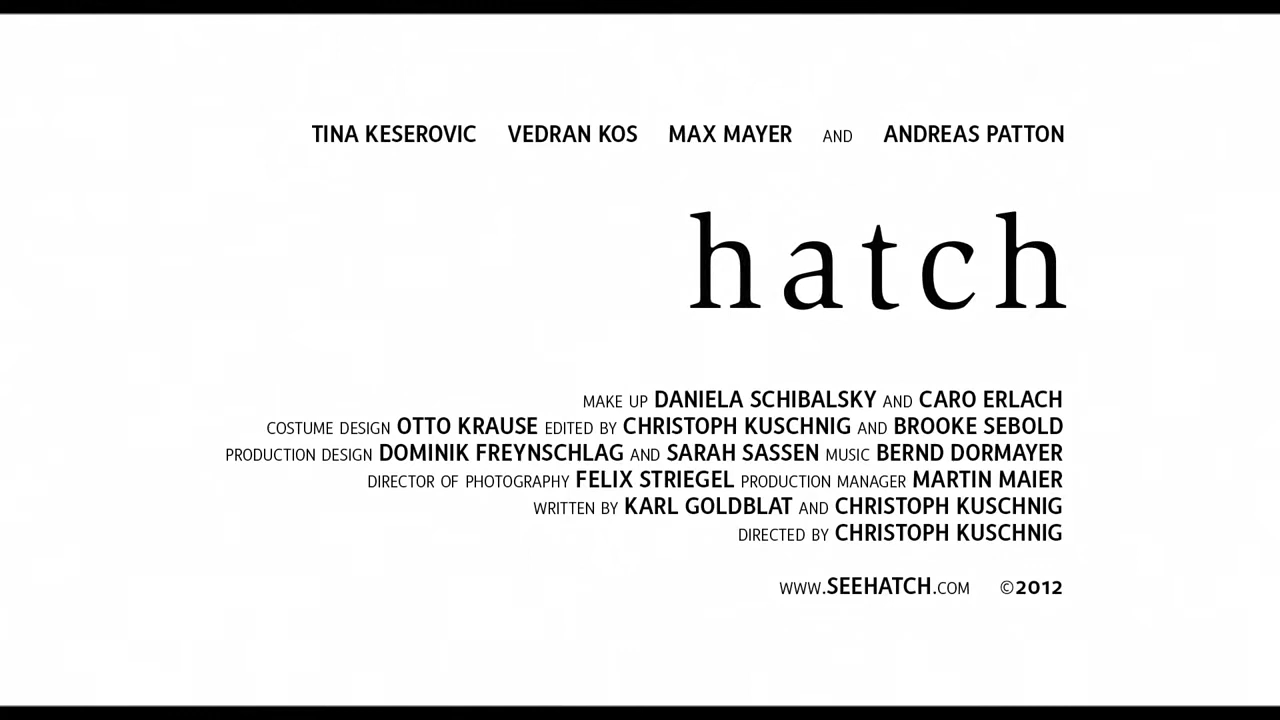 TINA KESEROVIC VEDRAN KOS MAX MAYER AND ANDREAS PATTON
hatch
MAKE UP DANIELA SCHIBALSKY AND CARO ERLACH
COSTUME DESIGN OTTO KRAUSE EDITED BY CHRISTOPH KUSCHNIG AND BROOKE SEBOLD
PRODUCTION DESIGN DOMINIK FREYNSCHLAG AND SARAH SASSEN MUSIC BERND DORMAYER
DIRECTOR OF PHOTOGRAPHY FELIX STRIEGEL PRODUCTION MANAGER MARTIN MAIER
WRITTEN BY KARL GOLDBLAT AND CHRISTOPH KUSCHNIG
DIRECTED BY CHRISTOPH KUSCHNIG
WWW.SEEHATCH.COM ©2012